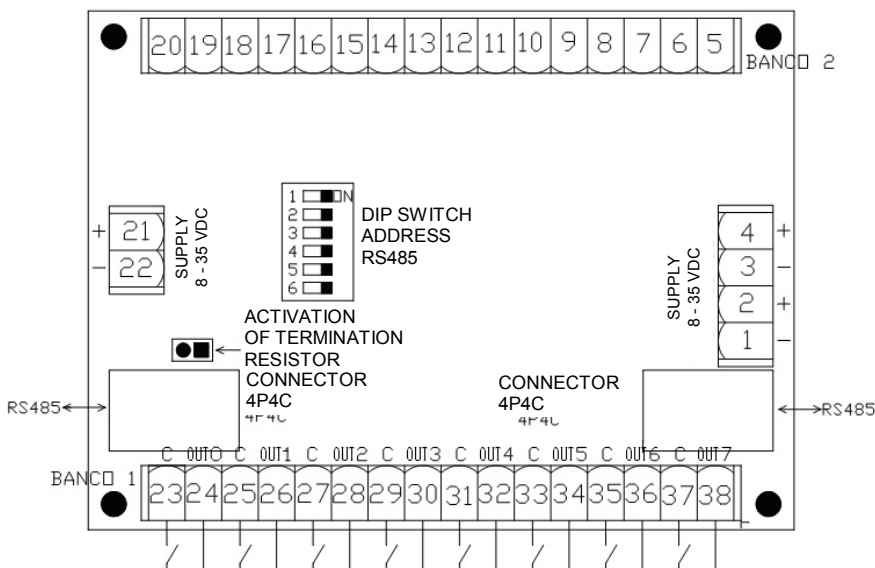 20 19 18 17 16 15 14 13 12 11 10 9 8 7 6 5
BANCO 2
1 ON
2
3
4
5
6
DIP SWITCH
ADDRESS
RS485
+ 21
- 22
SUPPLY
8 - 35 VDC
SUPPLY
8 - 35 VDC
4 +
3 -
2 +
1 -
ACTIVATION
OF TERMINATION
RESISTOR
CONNECTOR
4P4C
4P4C
CONNECTOR
4P4C
4P4C
RS485
RS485
C OUT0 C OUT1 C OUT2 C OUT3 C OUT4 C OUT5 C OUT6 C OUT7
BANCO 1
23 24 25 26 27 28 29 30 31 32 33 34 35 36 37 38